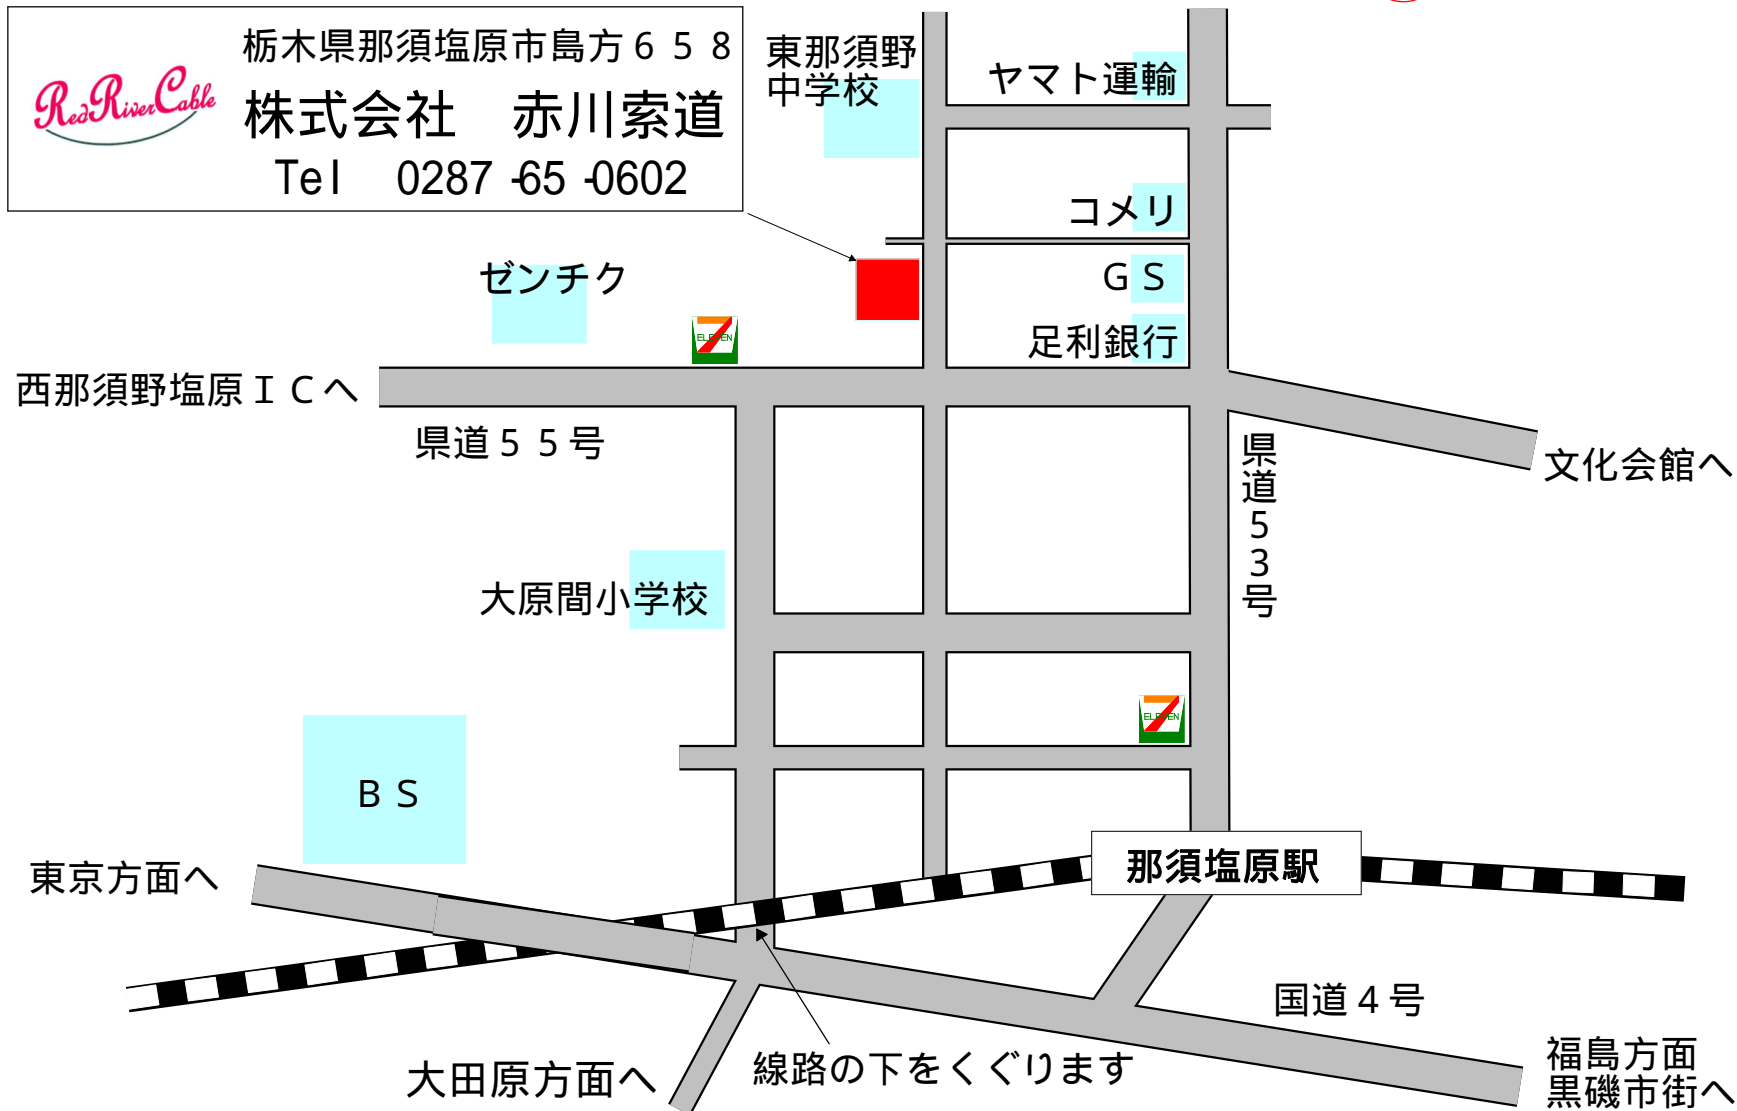 栃木県那須塩原市島方６５８
RedRiverCable
株式会社　赤川索道
Tel　0287-65-0602
東那須野
中学校
ヤマト運輸
コメリ
ＧＳ
足利銀行
ゼンチク
ELEVEN
西那須野塩原ＩＣへ
県道５５号
県道５３号
文化会館へ
大原間小学校
ELEVEN
ＢＳ
那須塩原駅
東京方面へ
国道４号
線路の下をくぐります
大田原方面へ
福島方面
黒磯市街へ